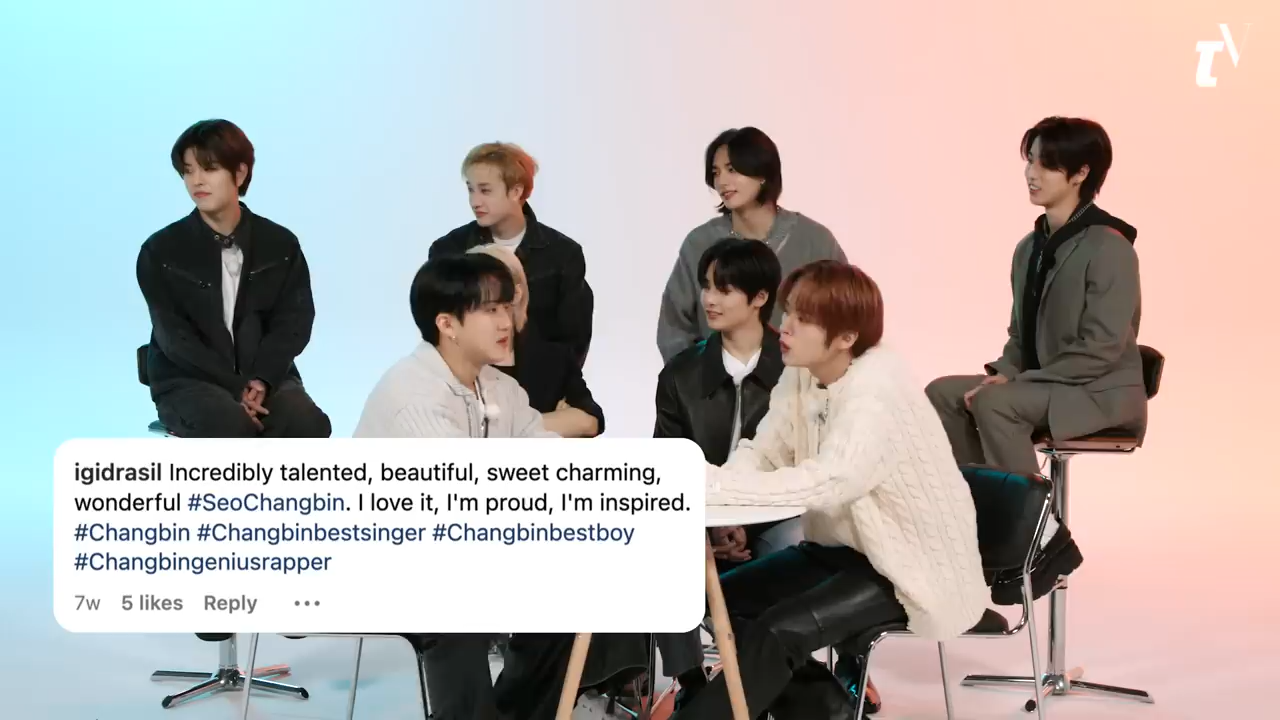 tV
igidrasil Incredibly talented, beautiful, sweet charming,
wonderful #SeoChangbin. I love it, I'm proud, I'm inspired.
#Changbin #Changbinbestsinger #Changbinbestboy
#Changbingeniusrapper
7w 5 likes Reply •••